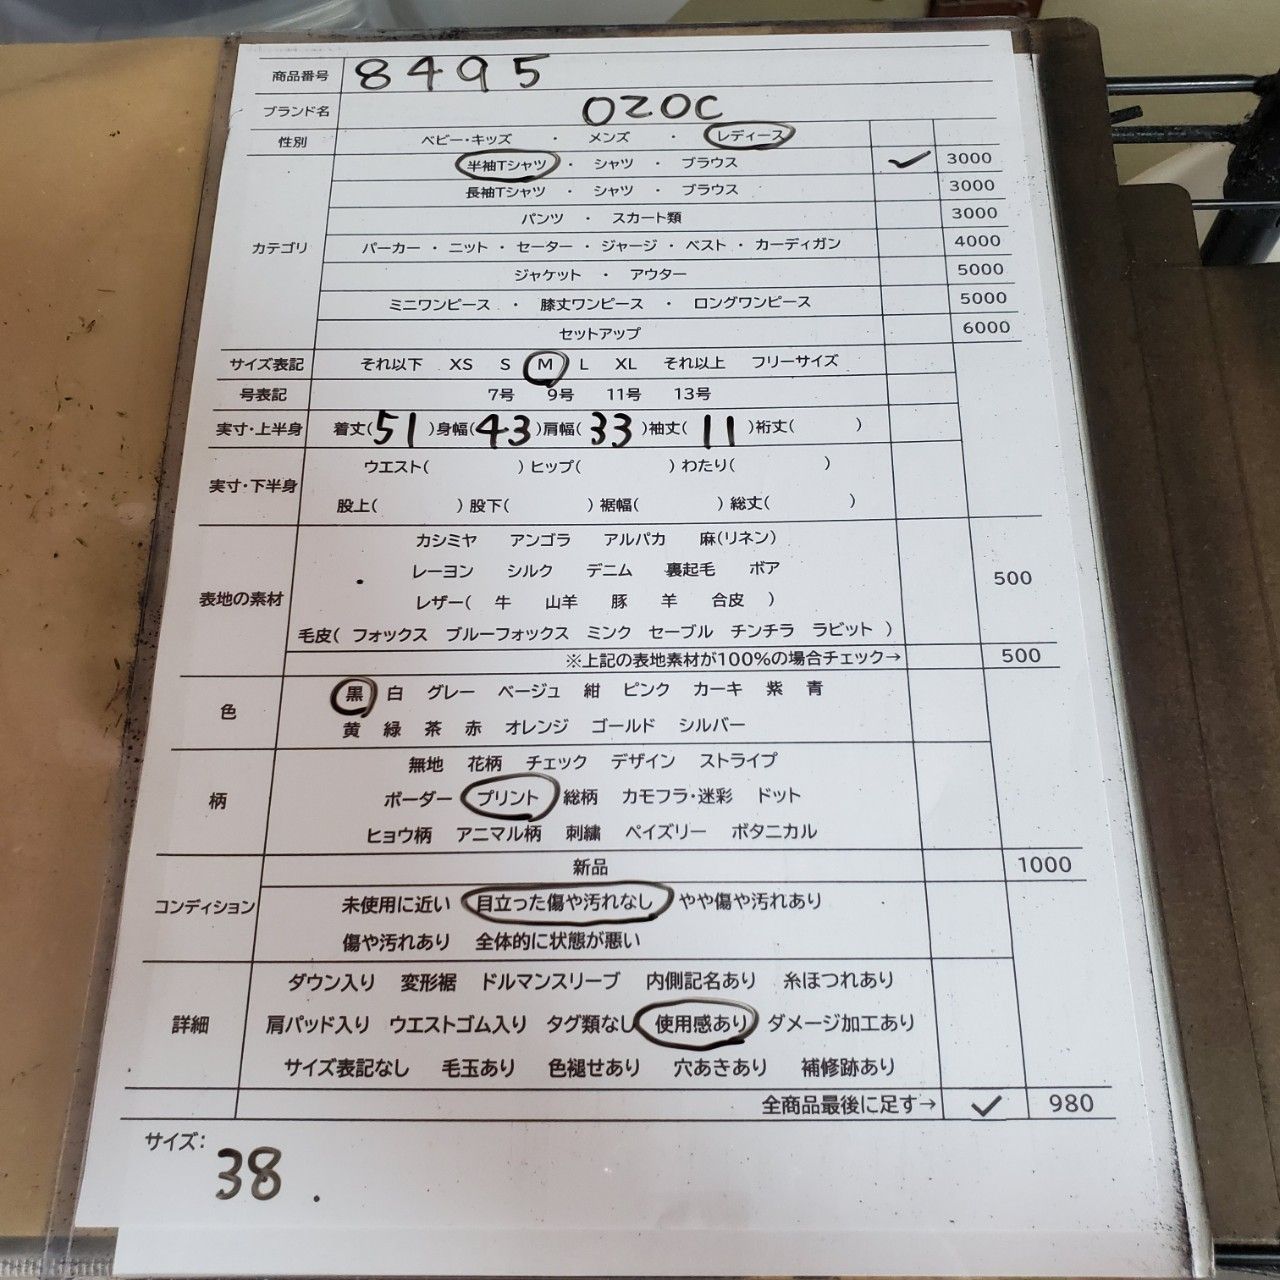 商品番号 8495
ブランド名 OZOC
性別 ベビー・キッズ ・ メンズ ・ レディース
半袖Tシャツ ・ シャツ ・ ブラウス ✓ 3000
長袖Tシャツ ・ シャツ ・ ブラウス 3000
パンツ ・ スカート類 3000
カテゴリ パーカー ・ ニット ・ セーター ・ ジャージ ・ ベスト ・ カーディガン 4000
ジャケット ・ アウター 5000
ミニワンピース ・ 膝丈ワンピース ・ ロングワンピース 5000
セットアップ 6000
サイズ表記 それ以下 XS S M L XL それ以上 フリーサイズ
号表記 7号 9号 11号 13号
実寸・上半身 着丈(51)身幅(43)肩幅(33)袖丈(11)裄丈( )
ウエスト( )ヒップ( )わたり( )
実寸・下半身
股上( )股下( )裾幅( )総丈( )
カシミヤ アンゴラ アルパカ 麻(リネン)
レーヨン シルク デニム 裏起毛 ボア 500
表地の素材 レザー( 牛 山羊 豚 羊 合皮 )
毛皮( フォックス ブルーフォックス ミンク セーブル チンチラ ラビット )
※上記の表地素材が100%の場合チェック→ 500
色 黒 白 グレー ベージュ 紺 ピンク カーキ 紫 青
黄 緑 茶 赤 オレンジ ゴールド シルバー
無地 花柄 チェック デザイン ストライプ
柄 ボーダー プリント 総柄 カモフラ・迷彩 ドット
ヒョウ柄 アニマル柄 刺繍 ペイズリー ボタニカル
新品 1000
コンディション 未使用に近い 目立った傷や汚れなし やや傷や汚れあり
傷や汚れあり 全体的に状態が悪い
ダウン入り 変形裾 ドルマンスリーブ 内側記名あり 糸ほつれあり
詳細 肩パッド入り ウエストゴム入り タグ類なし 使用感あり ダメージ加工あり
サイズ表記なし 毛玉あり 色褪せあり 穴あきあり 補修跡あり
全商品最後に足す→ ✓ 980
サイズ:
38